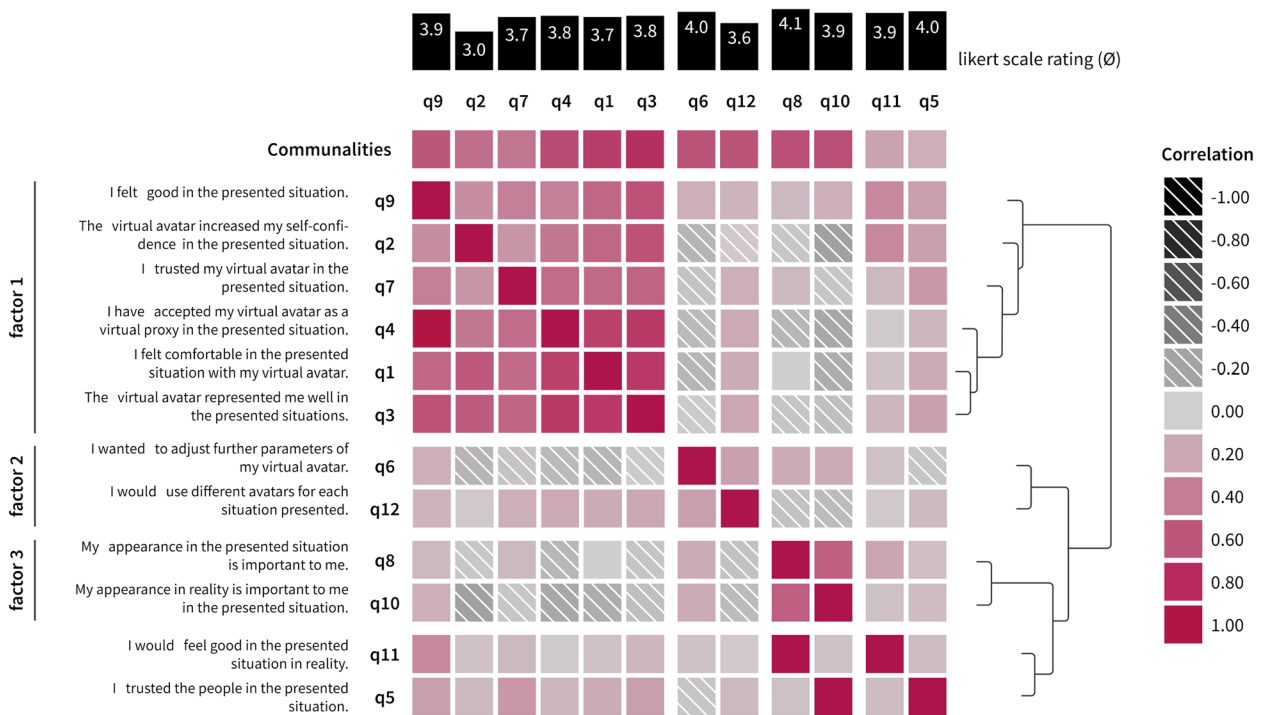 3.9 3.0 3.7 3.8 3.7 3.8 4.0 3.6 4.1 3.9 3.9 4.0
likert scale rating (Ø)
q9 q2 q7 q4 q1 q3 q6 q12 q8 q10 q11 q5
Communalities
Correlation
factor 1
I felt good in the presented situation.
q9
The virtual avatar increased my self-confi-
dence in the presented situation.
q2
I trusted my virtual avatar in the
presented situation.
q7
I have accepted my virtual avatar as a
virtual proxy in the presented situation.
q4
I felt comfortable in the presented
situation with my virtual avatar.
q1
The virtual avatar represented me well in
the presented situations.
q3
factor 2
I wanted to adjust further parameters of
my virtual avatar.
q6
I would use different avatars for each
situation presented.
q12
factor 3
My appearance in the presented situation
is important to me.
q8
My appearance in reality is important to me
in the presented situation.
q10
I would feel good in the presented
situation in reality.
q11
I trusted the people in the presented
situation.
q5
-1.00
-0.80
-0.60
-0.40
-0.20
0.00
0.20
0.40
0.60
0.80
1.00